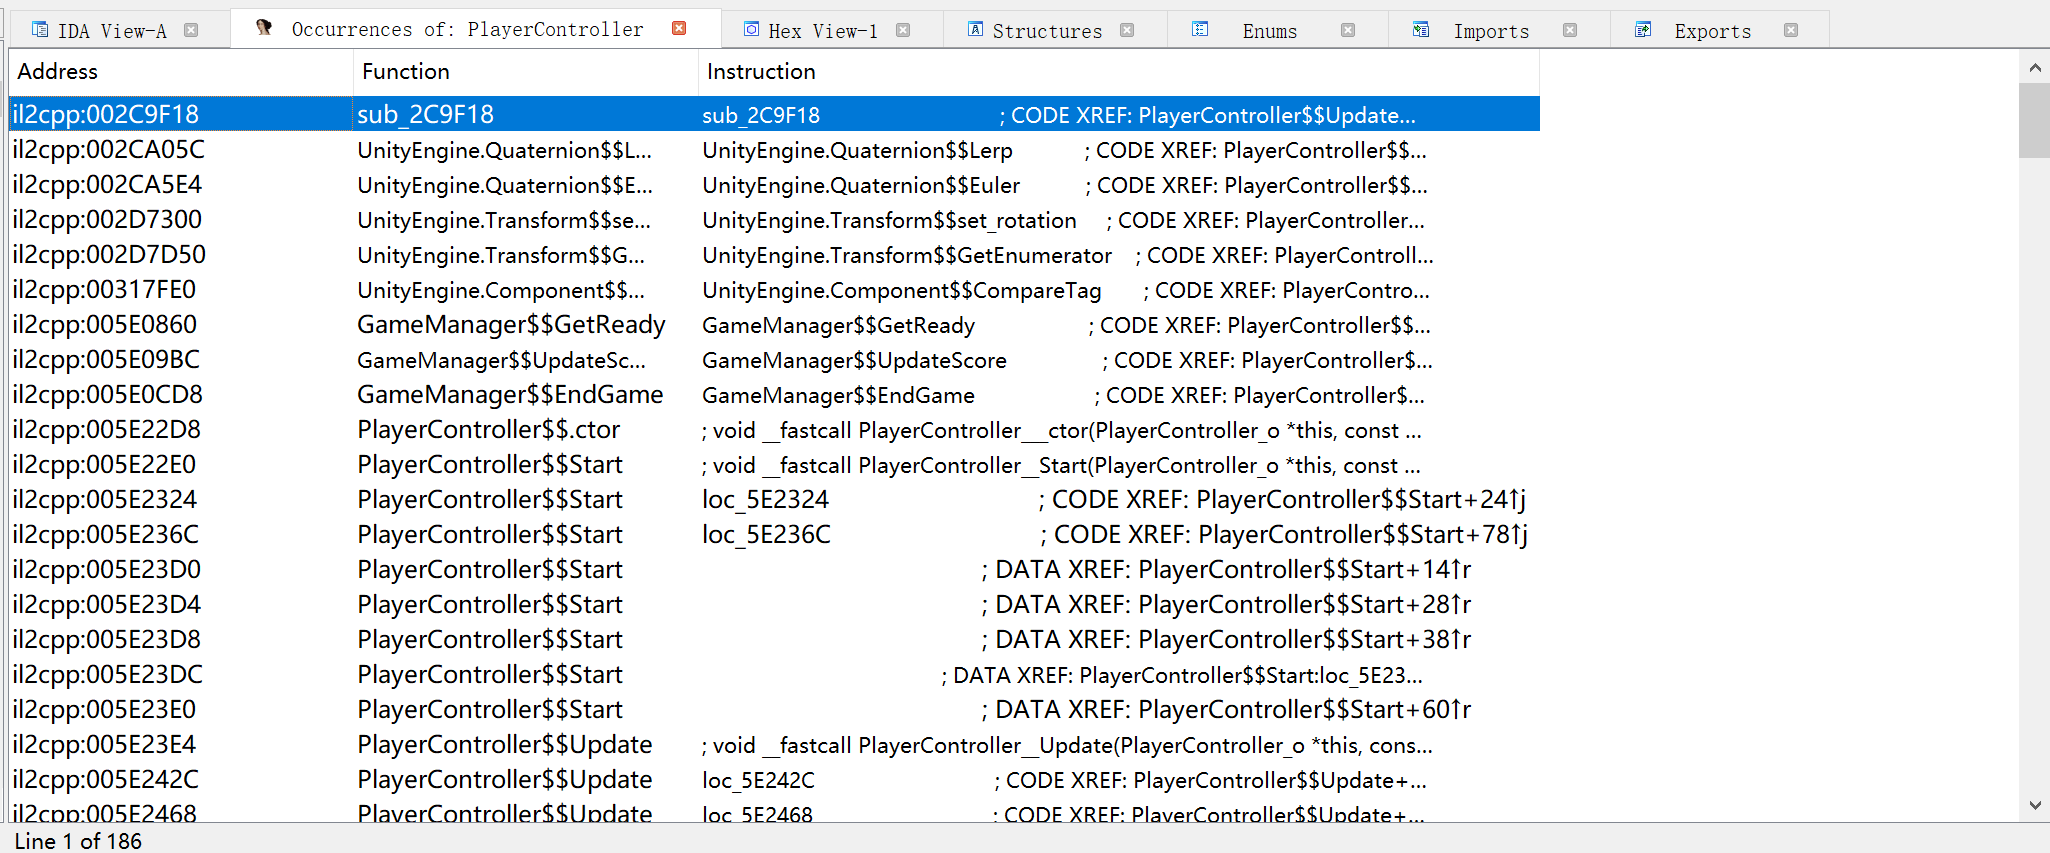 IDA View-A Occurrences of: PlayerController Hex View-1 Structures Enums Imports Exports
Address Function Instruction
il2cpp:002C9F18 sub_2C9F18 sub_2C9F18 ; CODE XREF: PlayerController$$Update...
il2cpp:002CA05C UnityEngine.Quaternion$$L... UnityEngine.Quaternion$$Lerp ; CODE XREF: PlayerController$$...
il2cpp:002CA5E4 UnityEngine.Quaternion$$E... UnityEngine.Quaternion$$Euler ; CODE XREF: PlayerController$$...
il2cpp:002D7300 UnityEngine.Transform$$se... UnityEngine.Transform$$set_rotation ; CODE XREF: PlayerController...
il2cpp:002D7D50 UnityEngine.Transform$$G... UnityEngine.Transform$$GetEnumerator ; CODE XREF: PlayerControll...
il2cpp:00317FE0 UnityEngine.Component$$... UnityEngine.Component$$CompareTag ; CODE XREF: PlayerContro...
il2cpp:005E0860 GameManager$$GetReady GameManager$$GetReady ; CODE XREF: PlayerController$$...
il2cpp:005E09BC GameManager$$UpdateSc... GameManager$$UpdateScore ; CODE XREF: PlayerController$...
il2cpp:005E0CD8 GameManager$$EndGame GameManager$$EndGame ; CODE XREF: PlayerController$...
il2cpp:005E22D8 PlayerController$$.ctor ; void __fastcall PlayerController___ctor(PlayerController_o *this, const ...
il2cpp:005E22E0 PlayerController$$Start ; void __fastcall PlayerController__Start(PlayerController_o *this, const ...
il2cpp:005E2324 PlayerController$$Start loc_5E2324 ; CODE XREF: PlayerController$$Start+24↑j
il2cpp:005E236C PlayerController$$Start loc_5E236C ; CODE XREF: PlayerController$$Start+78↑j
il2cpp:005E23D0 PlayerController$$Start ; DATA XREF: PlayerController$$Start+14↑r
il2cpp:005E23D4 PlayerController$$Start ; DATA XREF: PlayerController$$Start+28↑r
il2cpp:005E23D8 PlayerController$$Start ; DATA XREF: PlayerController$$Start+38↑r
il2cpp:005E23DC PlayerController$$Start ; DATA XREF: PlayerController$$Start:loc_5E23...
il2cpp:005E23E0 PlayerController$$Start ; DATA XREF: PlayerController$$Start+60↑r
il2cpp:005E23E4 PlayerController$$Update ; void __fastcall PlayerController__Update(PlayerController_o *this, cons...
il2cpp:005E242C PlayerController$$Update loc_5E242C ; CODE XREF: PlayerController$$Update+...
il2cpp:005E2468 PlayerController$$Update loc_5E2468 ; CODE XREF: PlayerController$$Update+...
Line 1 of 186